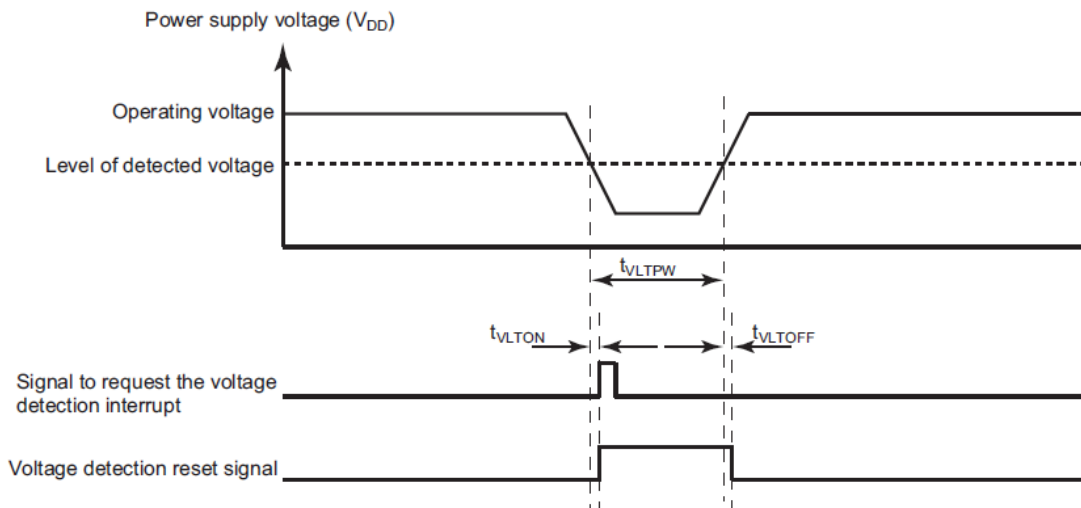 Power supply voltage (VDD)
Operating voltage
Level of detected voltage
tVLTPW
tVLTON
tVLTOFF
Signal to request the voltage
detection interrupt
Voltage detection reset signal